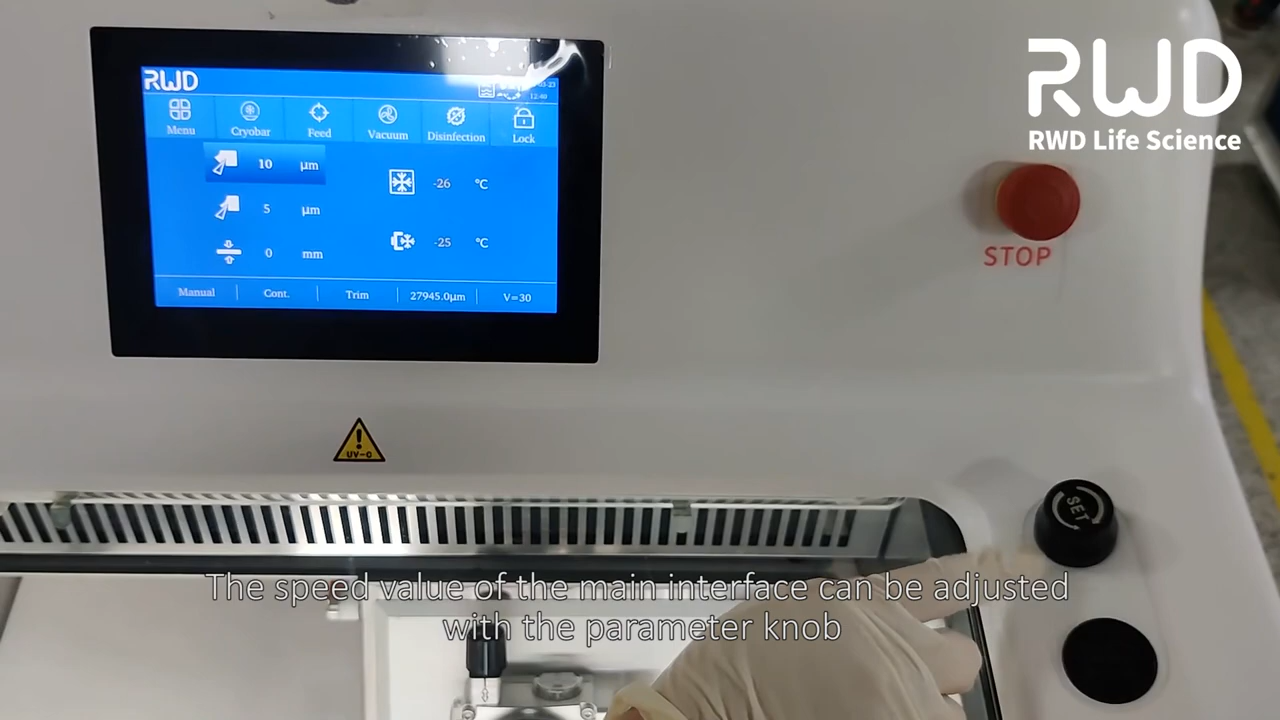 RWD
RWD Life Science
RWD
12:40
Menu
Cryobar
Feed
Vacuum
Disinfection
Lock
10 μm
-26 °C
5 μm
-25 °C
0 mm
Manual
Cont.
Trim
27945.0μm
V=30
STOP
UV-C
SET
The speed value of the main interface can be adjusted
with the parameter knob